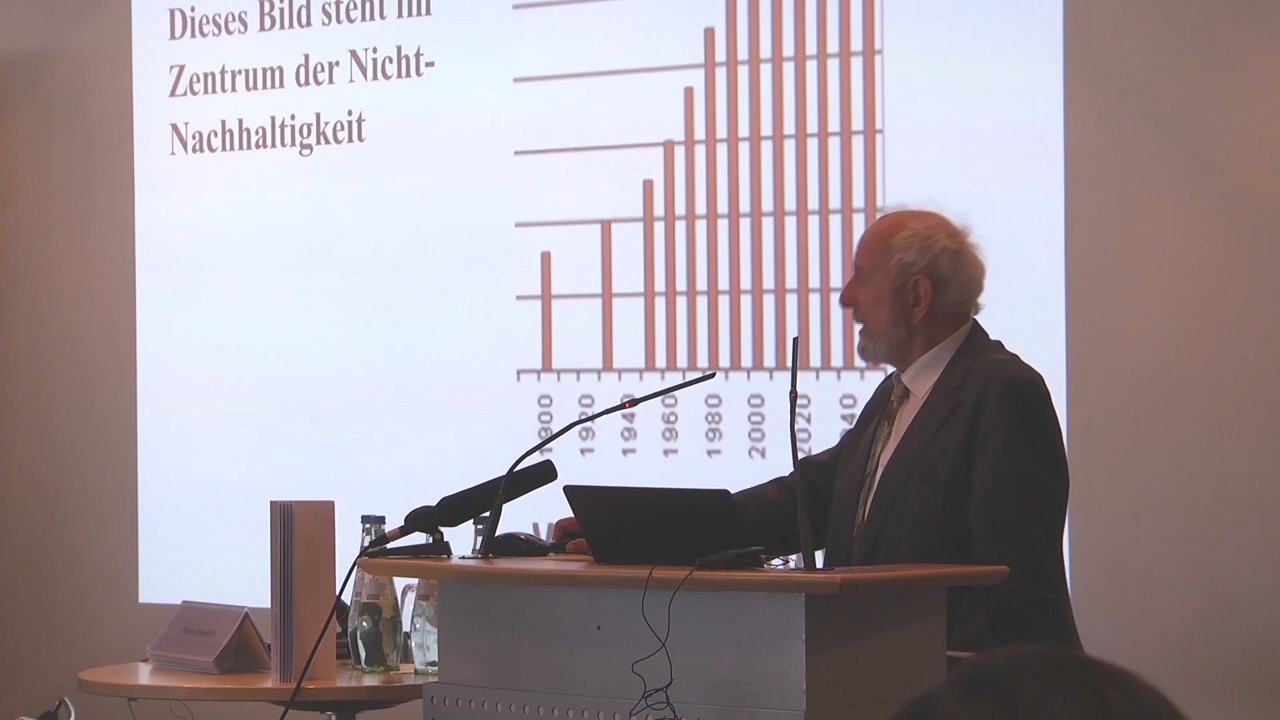 Dieses Bild steht im
Zentrum der Nicht-
Nachhaltigkeit
1900
1920
1940
1960
1980
2000
2020